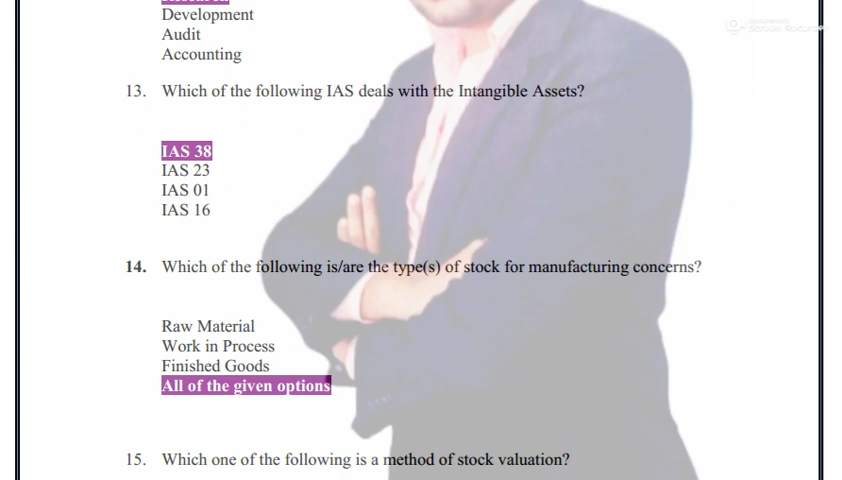 Development
Audit
Accounting
13. Which of the following IAS deals with the Intangible Assets?
IAS 38
IAS 23
IAS 01
IAS 16
14. Which of the following is/are the type(s) of stock for manufacturing concerns?
Raw Material
Work in Process
Finished Goods
All of the given options
15. Which one of the following is a method of stock valuation?